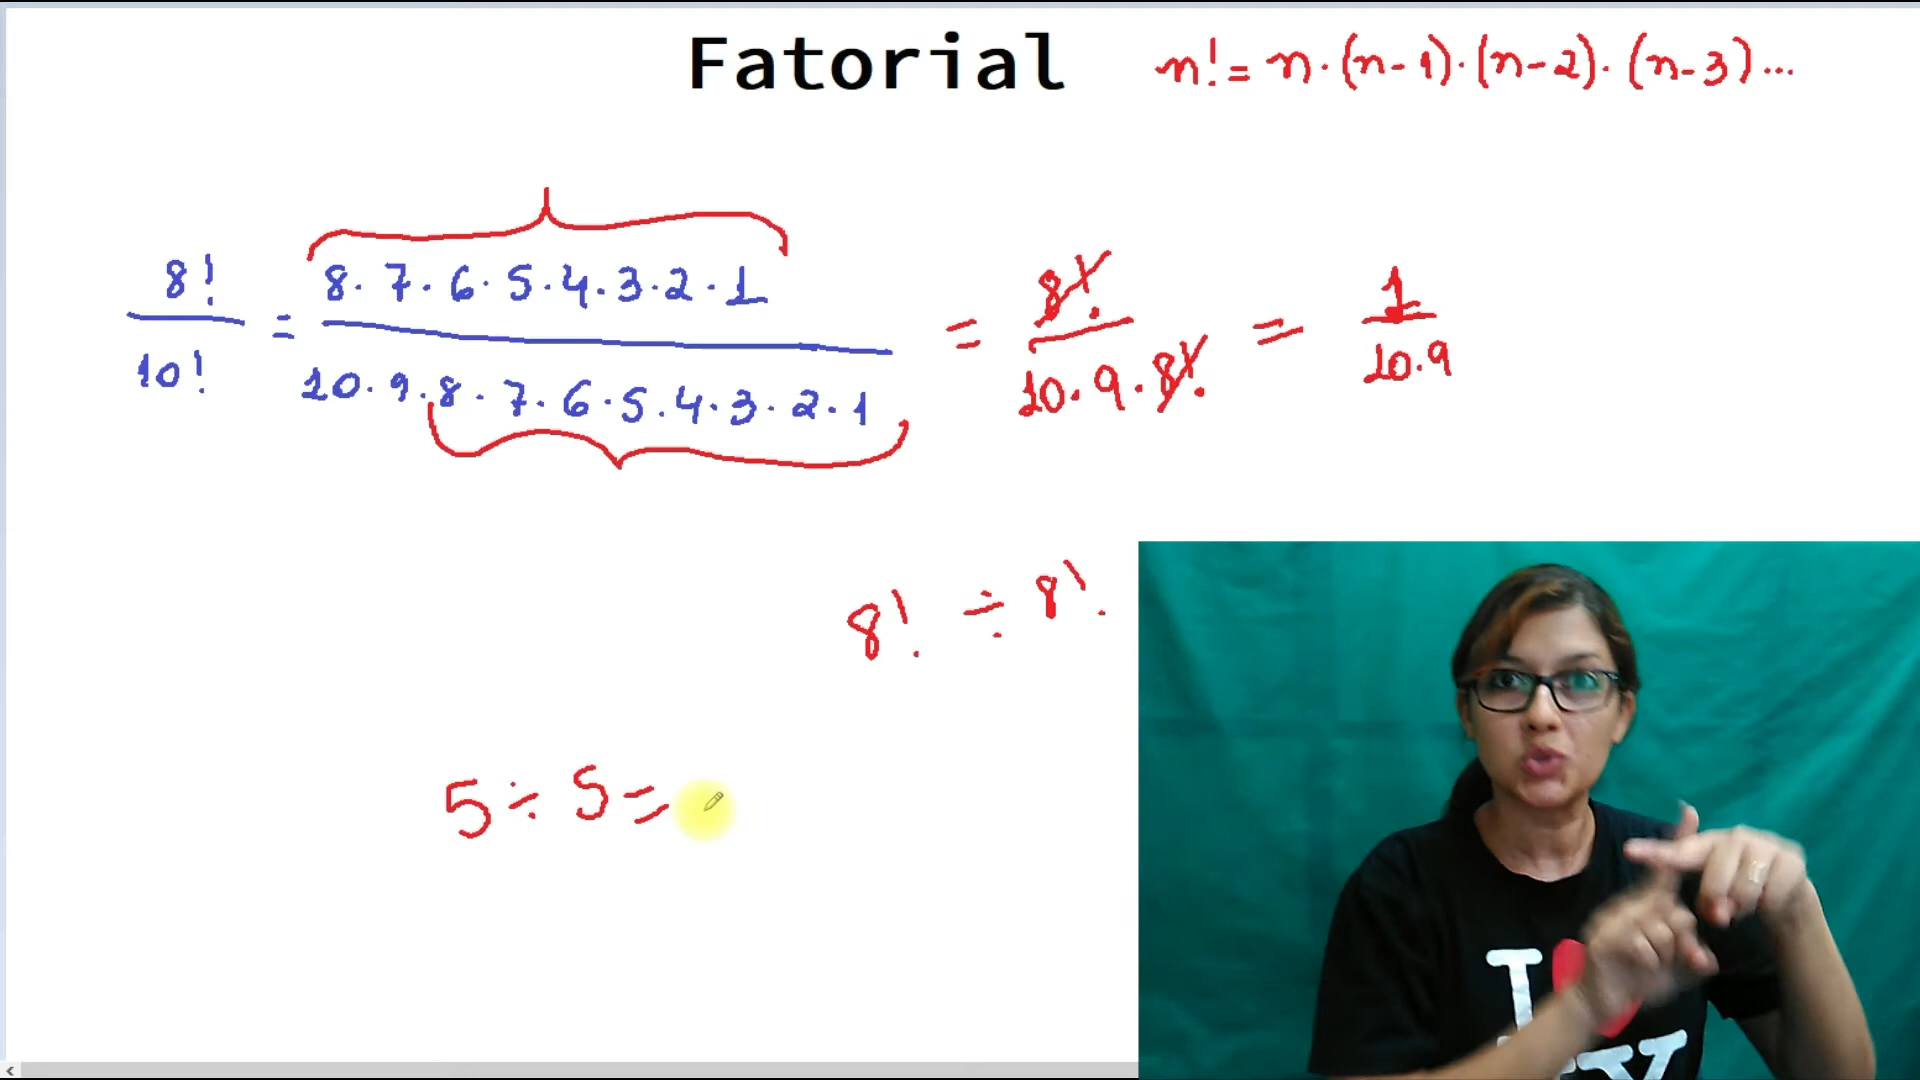 Fatorial n! = n · (n-1) · (n-2) · (n-3) ...
8! / 10! = 8 · 7 · 6 · 5 · 4 · 3 · 2 · 1 / 10 · 9 · 8 · 7 · 6 · 5 · 4 · 3 · 2 · 1 = 8! / 10 · 9 · 8! = 1 / 10 · 9
8! ÷ 8!
5 ÷ 5 =
I